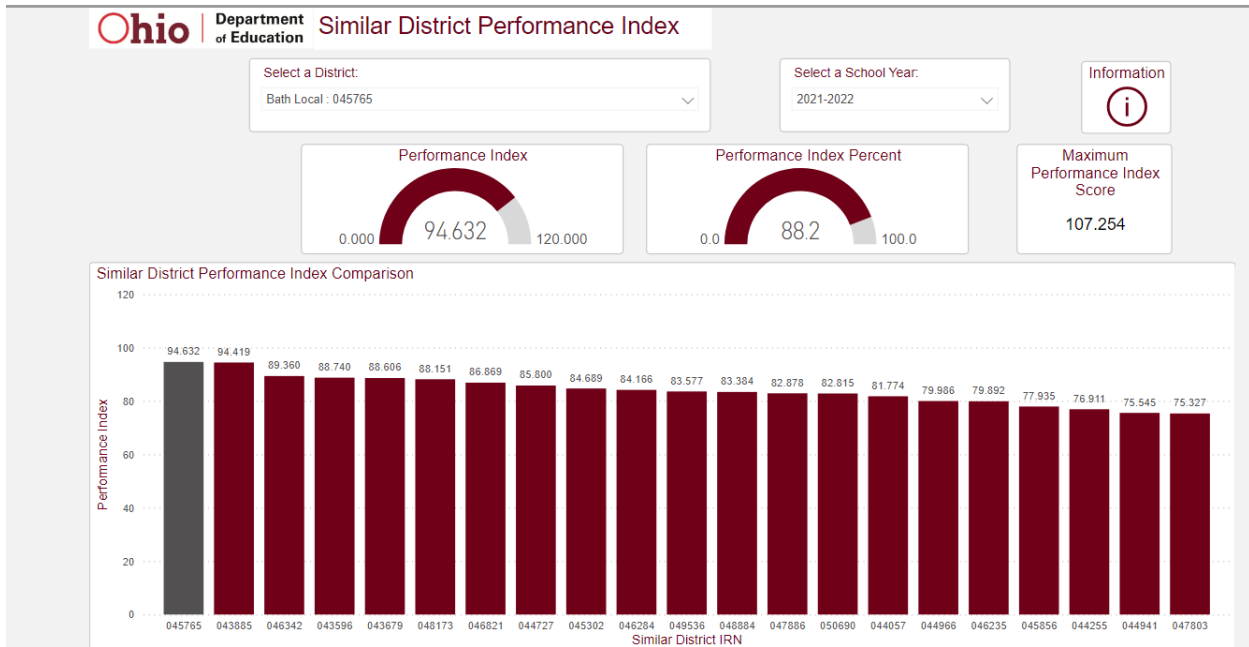 Ohio Department of Education
Similar District Performance Index
Select a District:
Bath Local : 045765
Select a School Year:
2021-2022
Information
i
Performance Index
94.632
0.000
120.000
Performance Index Percent
88.2
0.0
100.0
Maximum
Performance Index
Score
107.254
Similar District Performance Index Comparison
120
100
80
60
40
20
0
Performance Index
94.632 94.419 89.360 88.740 88.606 88.151 86.869 85.800 84.689 84.166 83.577 83.384 82.878 82.815 81.774 79.986 79.892 77.935 76.911 75.545 75.327
045765 043885 046342 043596 043679 048173 046821 044727 045302 046284 049536 048884 047886 050690 044057 044966 046235 045856 044255 044941 047803
Similar District IRN